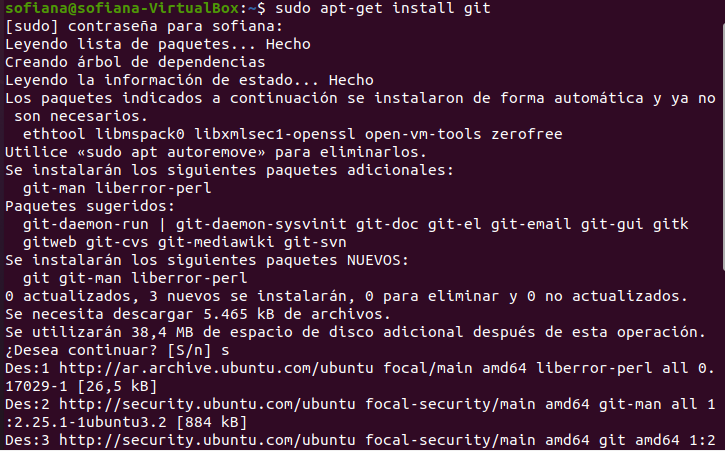 sofiana@sofiana-VirtualBox:~$ sudo apt-get install git
[sudo] contraseña para sofiana:
Leyendo lista de paquetes... Hecho
Creando árbol de dependencias
Leyendo la información de estado... Hecho
Los paquetes indicados a continuación se instalaron de forma automática y ya no
 son necesarios.
  ethtool libmspack0 libxmlsec1-openssl open-vm-tools zerofree
Utilice «sudo apt autoremove» para eliminarlos.
Se instalarán los siguientes paquetes adicionales:
  git-man liberror-perl
Paquetes sugeridos:
  git-daemon-run | git-daemon-sysvinit git-doc git-el git-email git-gui gitk
  gitweb git-cvs git-mediawiki git-svn
Se instalarán los siguientes paquetes NUEVOS:
  git git-man liberror-perl
0 actualizados, 3 nuevos se instalarán, 0 para eliminar y 0 no actualizados.
Se necesita descargar 5.465 kB de archivos.
Se utilizarán 38,4 MB de espacio de disco adicional después de esta operación.
¿Desea continuar? [S/n] s
Des:1 http://ar.archive.ubuntu.com/ubuntu focal/main amd64 liberror-perl all 0.
17029-1 [26,5 kB]
Des:2 http://security.ubuntu.com/ubuntu focal-security/main amd64 git-man all 1
:2.25.1-1ubuntu3.2 [884 kB]
Des:3 http://security.ubuntu.com/ubuntu focal-security/main amd64 git amd64 1:2